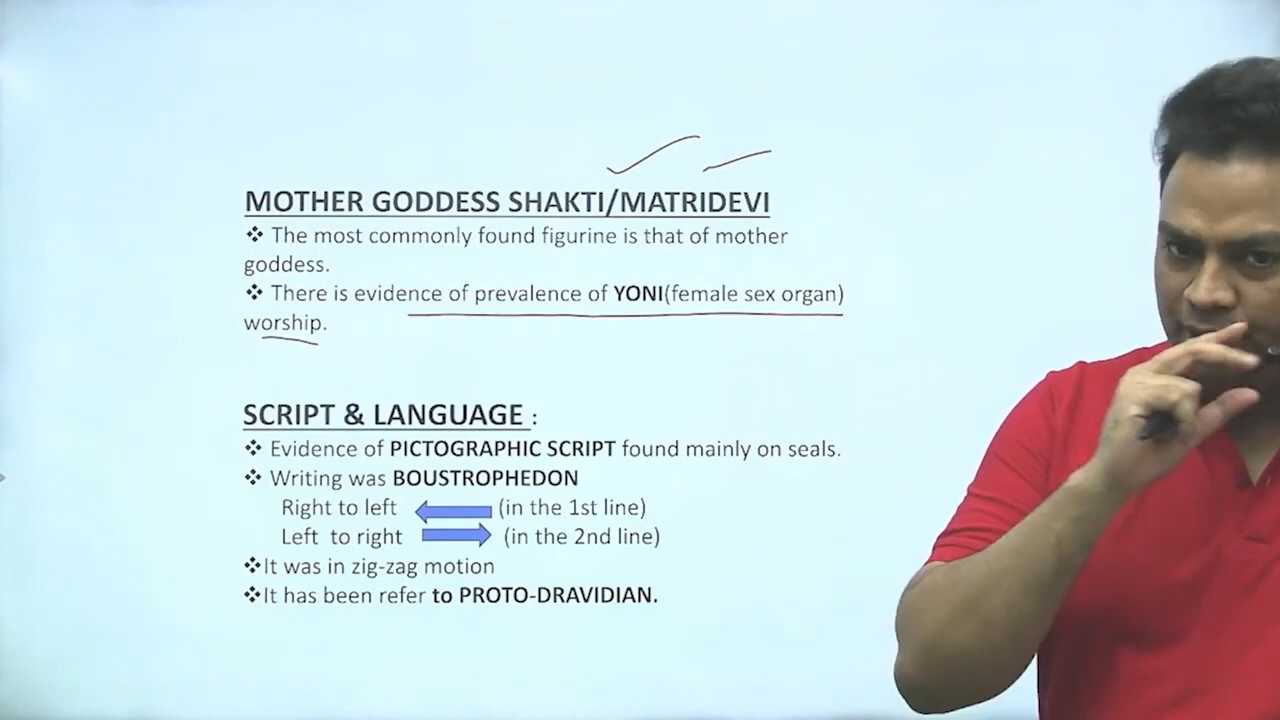 MOTHER GODDESS SHAKTI/MATRIDEVI
❖ The most commonly found figurine is that of mother
goddess.
❖ There is evidence of prevalence of YONI(female sex organ)
worship.
SCRIPT & LANGUAGE :
❖ Evidence of PICTOGRAPHIC SCRIPT found mainly on seals.
❖ Writing was BOUSTROPHEDON
Right to left (in the 1st line)
Left to right (in the 2nd line)
❖It was in zig-zag motion
❖It has been refer to PROTO-DRAVIDIAN.